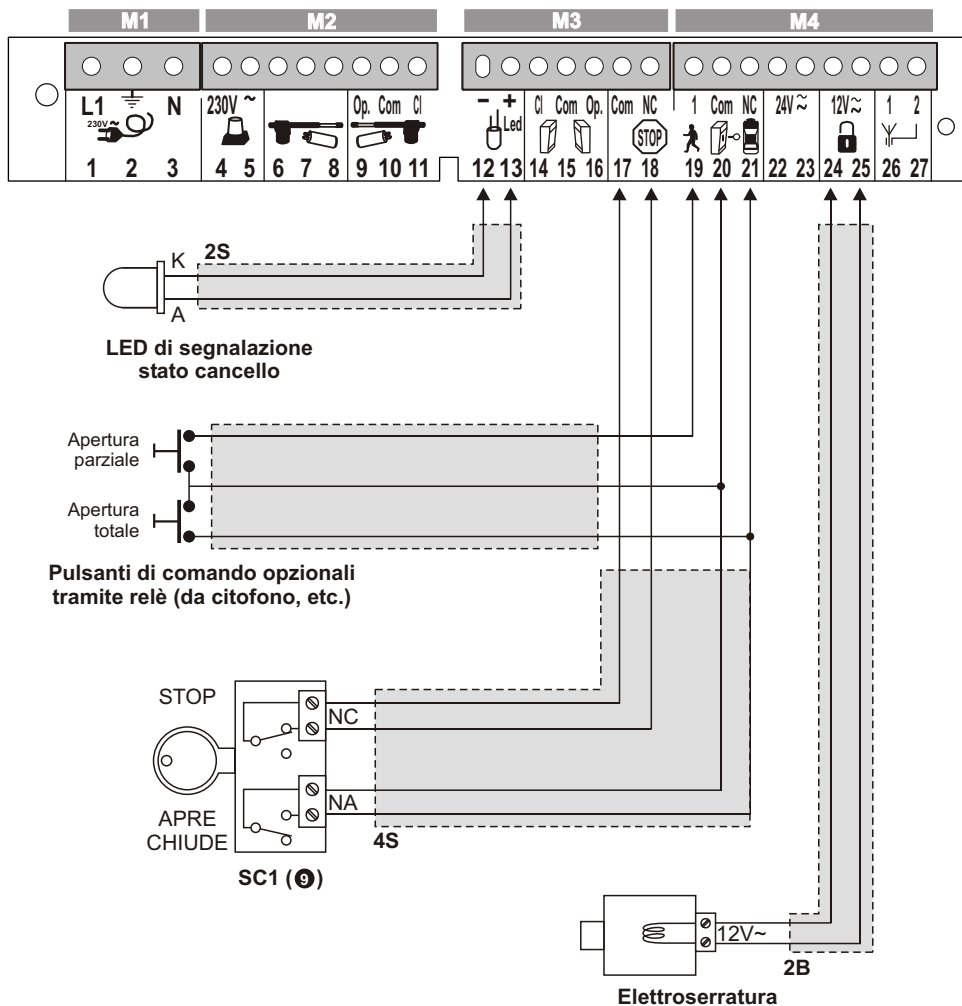 M1 M2 M3 M4
L1 N 230V ~ Op. Com Cl - + Cl Com Op. Com NC 1 Com NC 24V ~ 12V ~ 1 2
230V ~ Led STOP
1 2 3 4 5 6 7 8 9 10 11 12 13 14 15 16 17 18 19 20 21 22 23 24 25 26 27
K
2S
A
LED di segnalazione
stato cancello
Apertura
parziale
Apertura
totale
Pulsanti di comando opzionali
tramite relè (da citofono, etc.)
STOP
NC
NA
APRE
CHIUDE
4S
SC1 (9)
12V~
2B
Elettroserratura